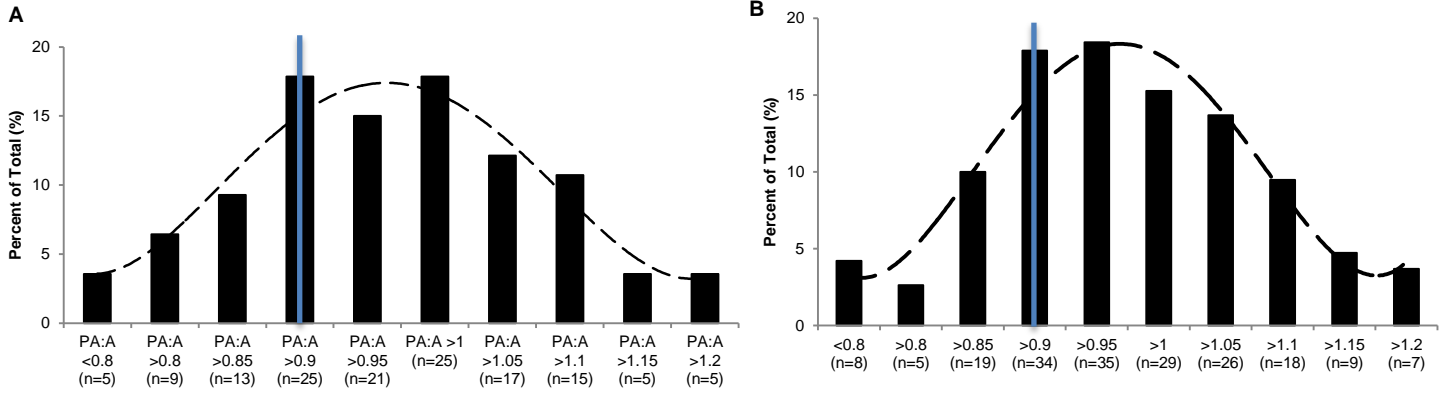 A
Percent of Total (%)
20
15
10
5
0
PA:A <0.8 (n=5)
PA:A >0.8 (n=9)
PA:A >0.85 (n=13)
PA:A >0.9 (n=25)
PA:A >0.95 (n=21)
PA:A >1 (n=25)
PA:A >1.05 (n=17)
PA:A >1.1 (n=15)
PA:A >1.15 (n=5)
PA:A >1.2 (n=5)
B
Percent of Total (%)
20
15
10
5
0
<0.8 (n=8)
>0.8 (n=5)
>0.85 (n=19)
>0.9 (n=34)
>0.95 (n=35)
>1 (n=29)
>1.05 (n=26)
>1.1 (n=18)
>1.15 (n=9)
>1.2 (n=7)